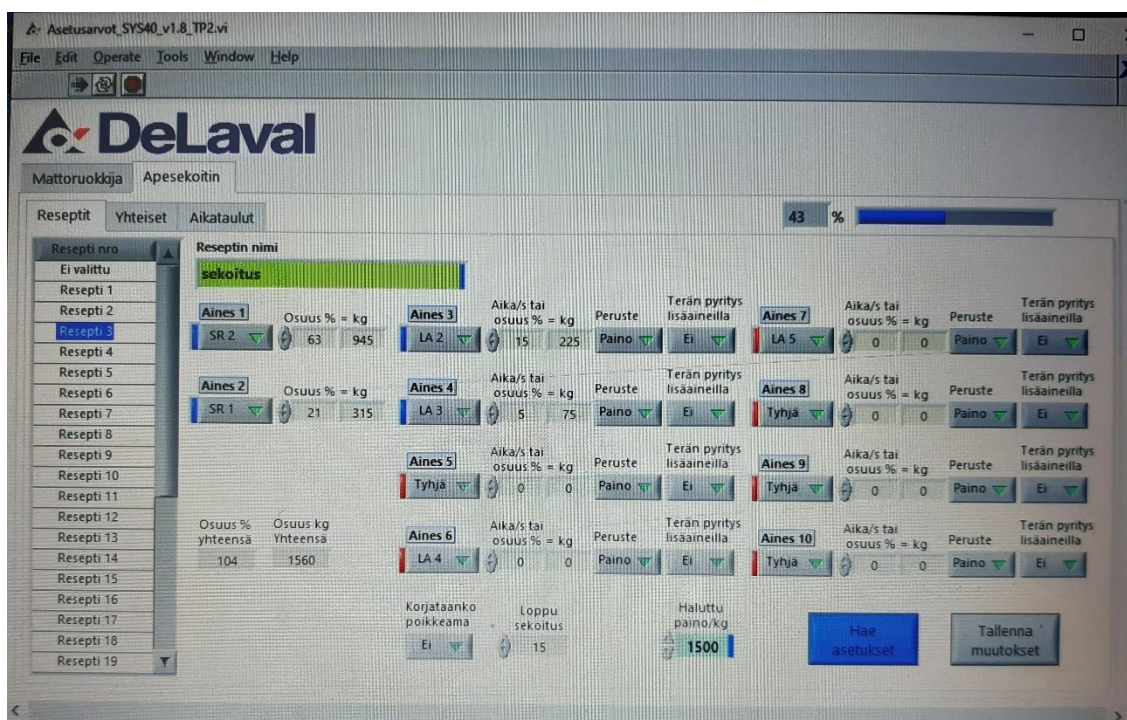 Asetusarvot_SYS40_v1.8_TP2.vi
File Edit Operate Tools Window Help
DeLaval
Mattoruokkija Apesekoitin
Reseptit Yhteiset Aikataulut
43 %
Resepti nro
Ei valittu
Resepti 1
Resepti 2
Resepti 3
Resepti 4
Resepti 5
Resepti 6
Resepti 7
Resepti 8
Resepti 9
Resepti 10
Resepti 11
Resepti 12
Resepti 13
Resepti 14
Resepti 15
Resepti 16
Resepti 17
Resepti 18
Resepti 19
Reseptin nimi
sekoitus
Aines 1 Osuus % = kg
SR 2 63 945
Aines 2 Osuus % = kg
SR 1 21 315
Osuus % yhteensä
104
Osuus kg Yhteensä
1560
Aines 3
Aika/s tai
osuus % = kg
Peruste
Terän pyritys
lisäaineilla
LA 2 15 225 Paino Ei
Aines 4
Aika/s tai
osuus % = kg
Peruste
Terän pyritys
lisäaineilla
LA 3 5 75 Paino Ei
Aines 5
Aika/s tai
osuus % = kg
Peruste
Terän pyritys
lisäaineilla
Tyhjä 0 0 Paino Ei
Aines 6
Aika/s tai
osuus % = kg
Peruste
Terän pyritys
lisäaineilla
LA 4 0 0 Paino Ei
Aines 7
Aika/s tai
osuus % = kg
Peruste
Terän pyritys
lisäaineilla
LA 5 0 0 Paino Ei
Aines 8
Aika/s tai
osuus % = kg
Peruste
Terän pyritys
lisäaineilla
Tyhjä 0 0 Paino Ei
Aines 9
Aika/s tai
osuus % = kg
Peruste
Terän pyritys
lisäaineilla
Tyhjä 0 0 Paino Ei
Aines 10
Aika/s tai
osuus % = kg
Peruste
Terän pyritys
lisäaineilla
Tyhjä 0 0 Paino Ei
Korjataanko
poikkeama
Ei
Loppu
sekoitus
15
Haluttu
paino/kg
1500
Hae
asetukset
Tallenna
muutokset